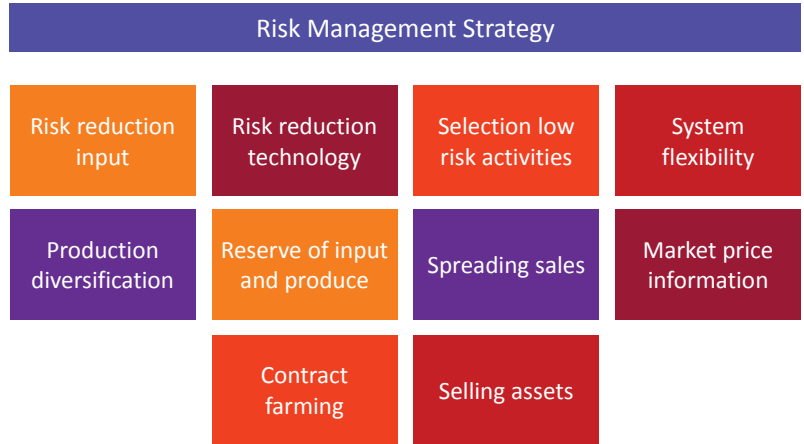 Risk Management Strategy
Risk reduction
input
Risk reduction
technology
Selection low
risk activities
System
flexibility
Production
diversification
Reserve of input
and produce
Spreading sales
Market price
information
Contract
farming
Selling assets